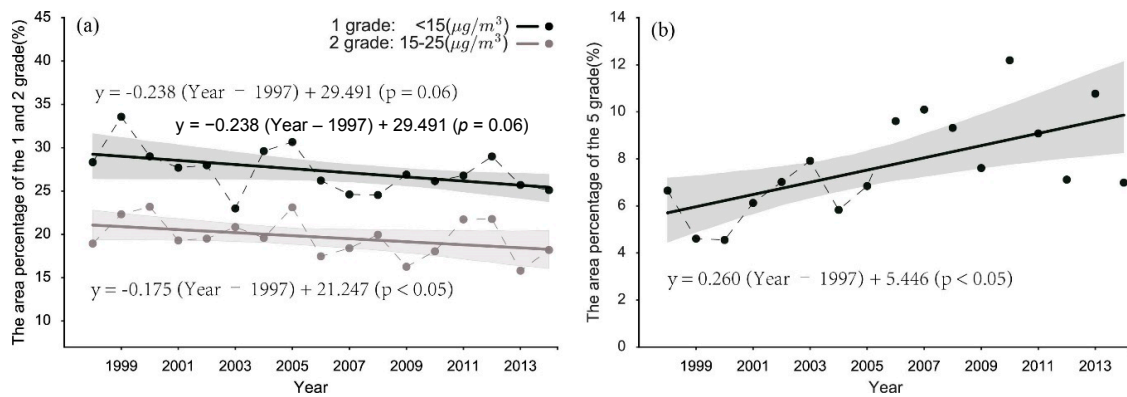 (a)
1 grade: <15(μg/m³)
2 grade: 15-25(μg/m³)
The area percentage of the 1 and 2 grade(%)
45
40
35
30
25
20
15
10
y = -0.238 (Year − 1997) + 29.491 (p = 0.06)
y = −0.238 (Year – 1997) + 29.491 (p = 0.06)
y = -0.175 (Year − 1997) + 21.247 (p < 0.05)
1999 2001 2003 2005 2007 2009 2011 2013
Year
(b)
The area percentage of the 5 grade(%)
14
12
10
8
6
4
2
0
y = 0.260 (Year − 1997) + 5.446 (p < 0.05)
1999 2001 2003 2005 2007 2009 2011 2013
Year